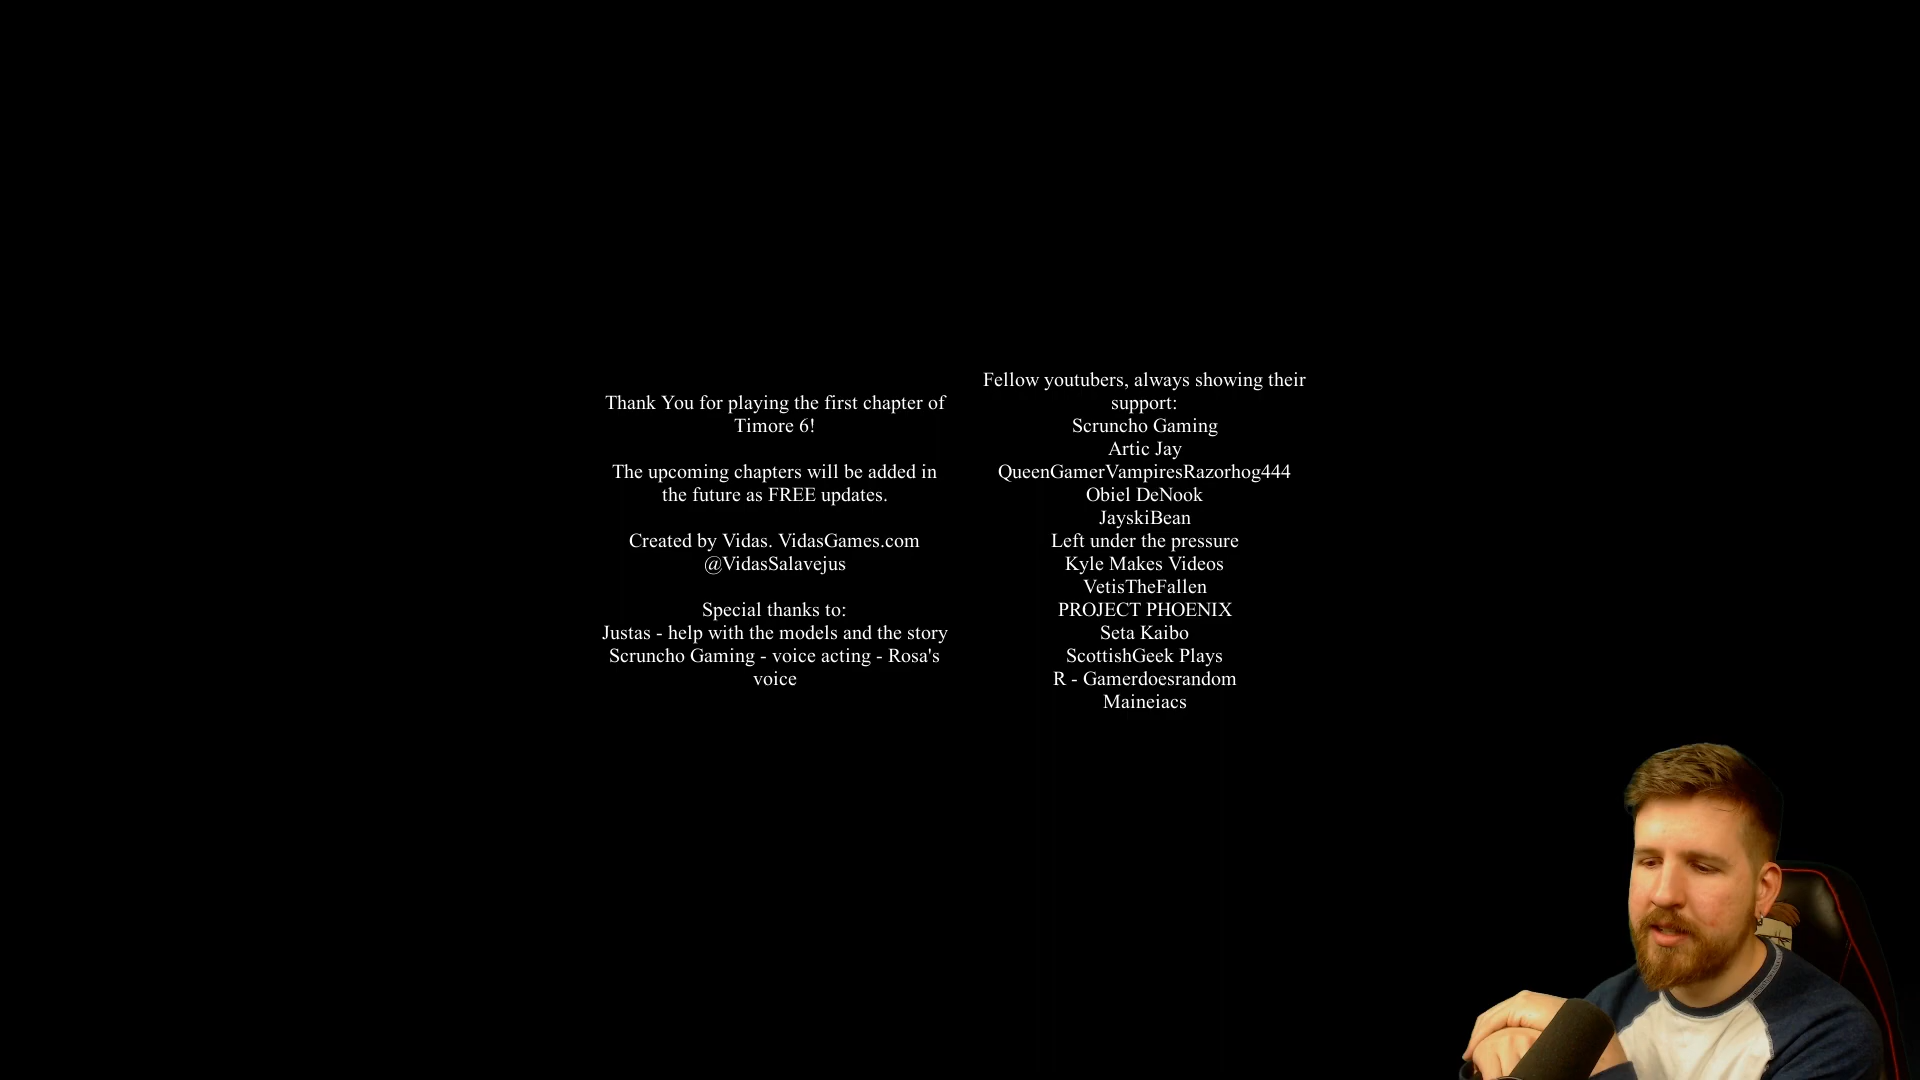 Thank You for playing the first chapter of
Timore 6!
The upcoming chapters will be added in
the future as FREE updates.
Created by Vidas. VidasGames.com
@VidasSalavejus
Special thanks to:
Justas - help with the models and the story
Scruncho Gaming - voice acting - Rosa's
voice
Fellow youtubers, always showing their
support:
Scruncho Gaming
Artic Jay
QueenGamerVampiresRazorhog444
Obiel DeNook
JayskiBean
Left under the pressure
Kyle Makes Videos
VetisTheFallen
PROJECT PHOENIX
Seta Kaibo
ScottishGeek Plays
R - Gamerdoesrandom
Maineiacs